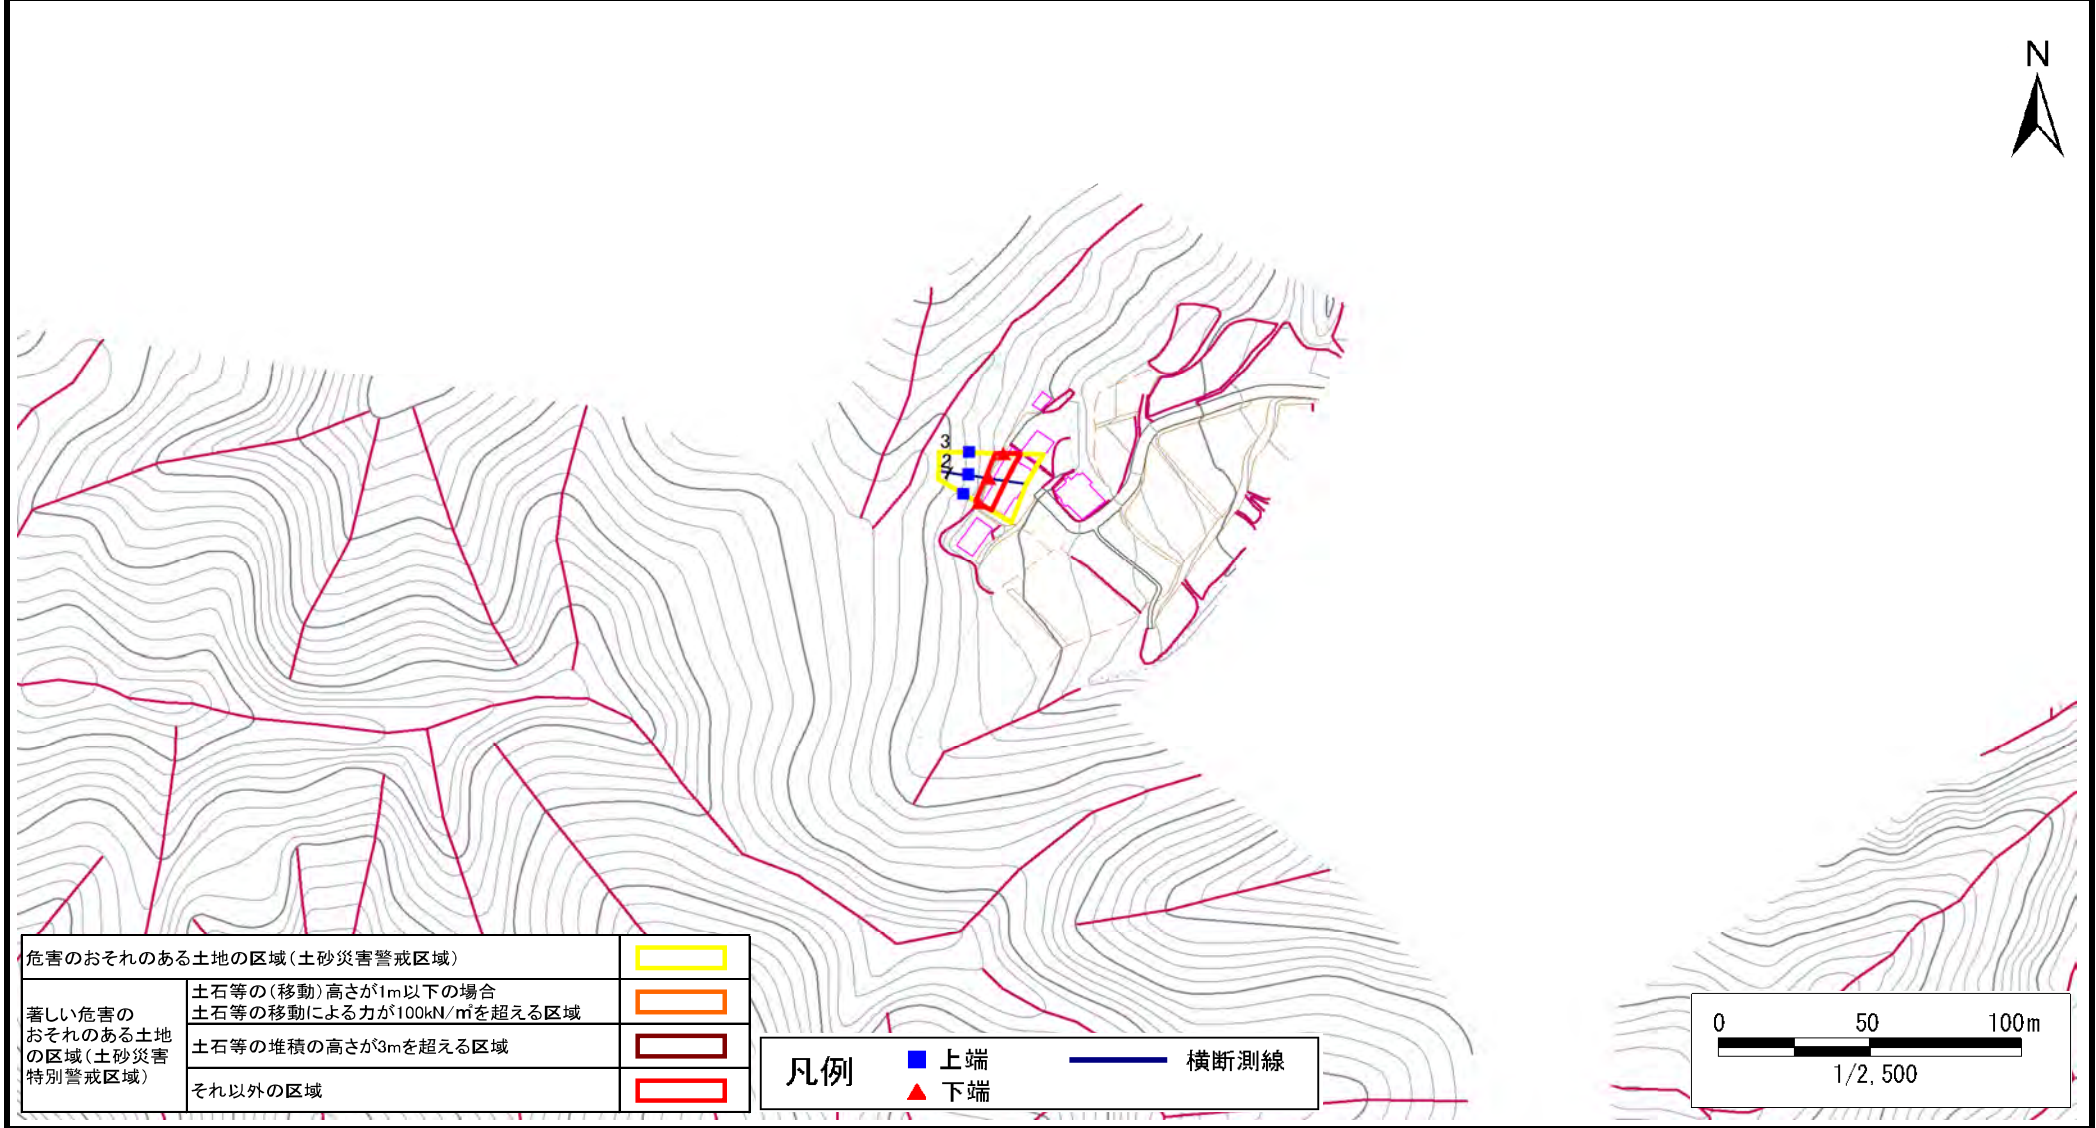 N
3
2
1
危害のおそれのある土地の区域(土砂災害警戒区域)
著しい危害の
おそれのある土地
の区域(土砂災害
特別警戒区域)
土石等の(移動)高さが1m以下の場合
土石等の移動による力が100kN/㎡を超える区域
土石等の堆積の高さが3mを超える区域
それ以外の区域
凡例
上端
下端
横断測線
0 50 100m
1/2,500